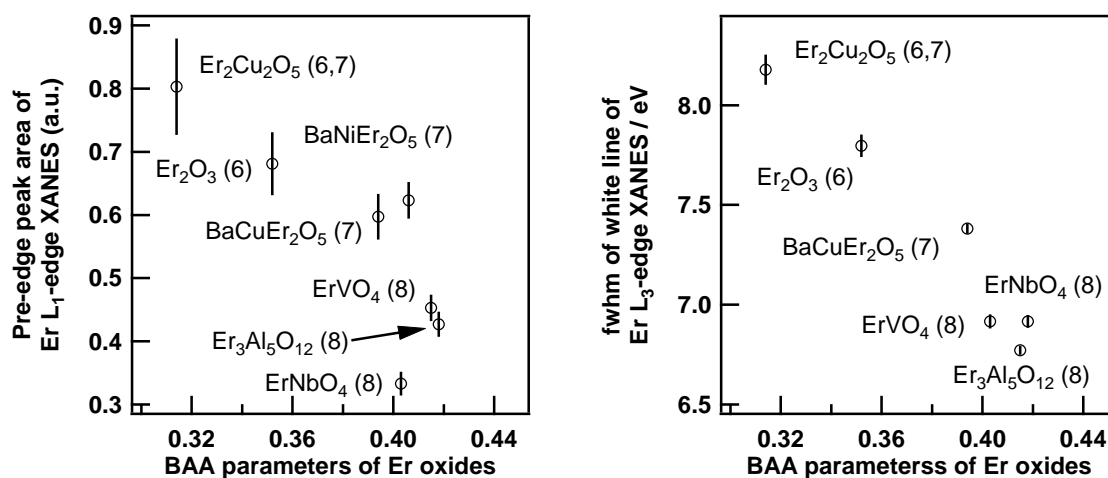 Pre-edge peak area of
Er L₁-edge XANES (a.u.)
0.9
0.8
0.7
0.6
0.5
0.4
0.3
Er₂Cu₂O₅ (6,7)
BaNiEr₂O₅ (7)
Er₂O₃ (6)
BaCuEr₂O₅ (7)
ErVO₄ (8)
Er₃Al₅O₁₂ (8)
ErNbO₄ (8)
0.32 0.36 0.40 0.44
BAA parameters of Er oxides
fwhm of white line of
Er L₃-edge XANES / eV
8.0
7.5
7.0
6.5
Er₂Cu₂O₅ (6,7)
Er₂O₃ (6)
BaCuEr₂O₅ (7)
ErNbO₄ (8)
ErVO₄ (8)
Er₃Al₅O₁₂ (8)
0.32 0.36 0.40 0.44
BAA parameterss of Er oxides